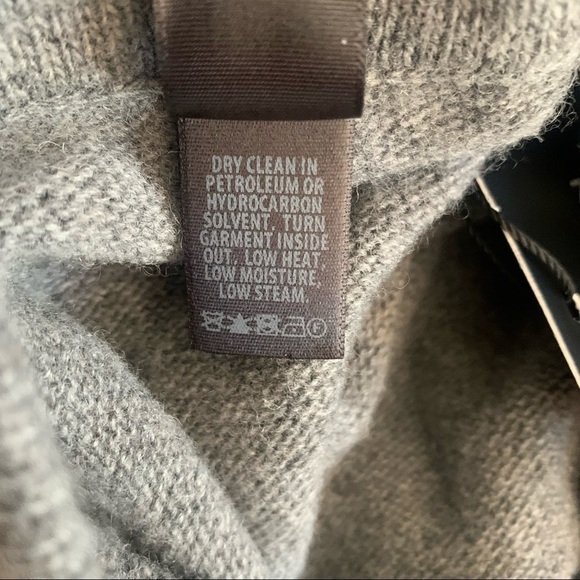 DRY CLEAN IN
PETROLEUM OR
HYDROCARBON
SOLVENT. TURN
GARMENT INSIDE
OUT. LOW HEAT,
LOW MOISTURE,
LOW STEAM.
F